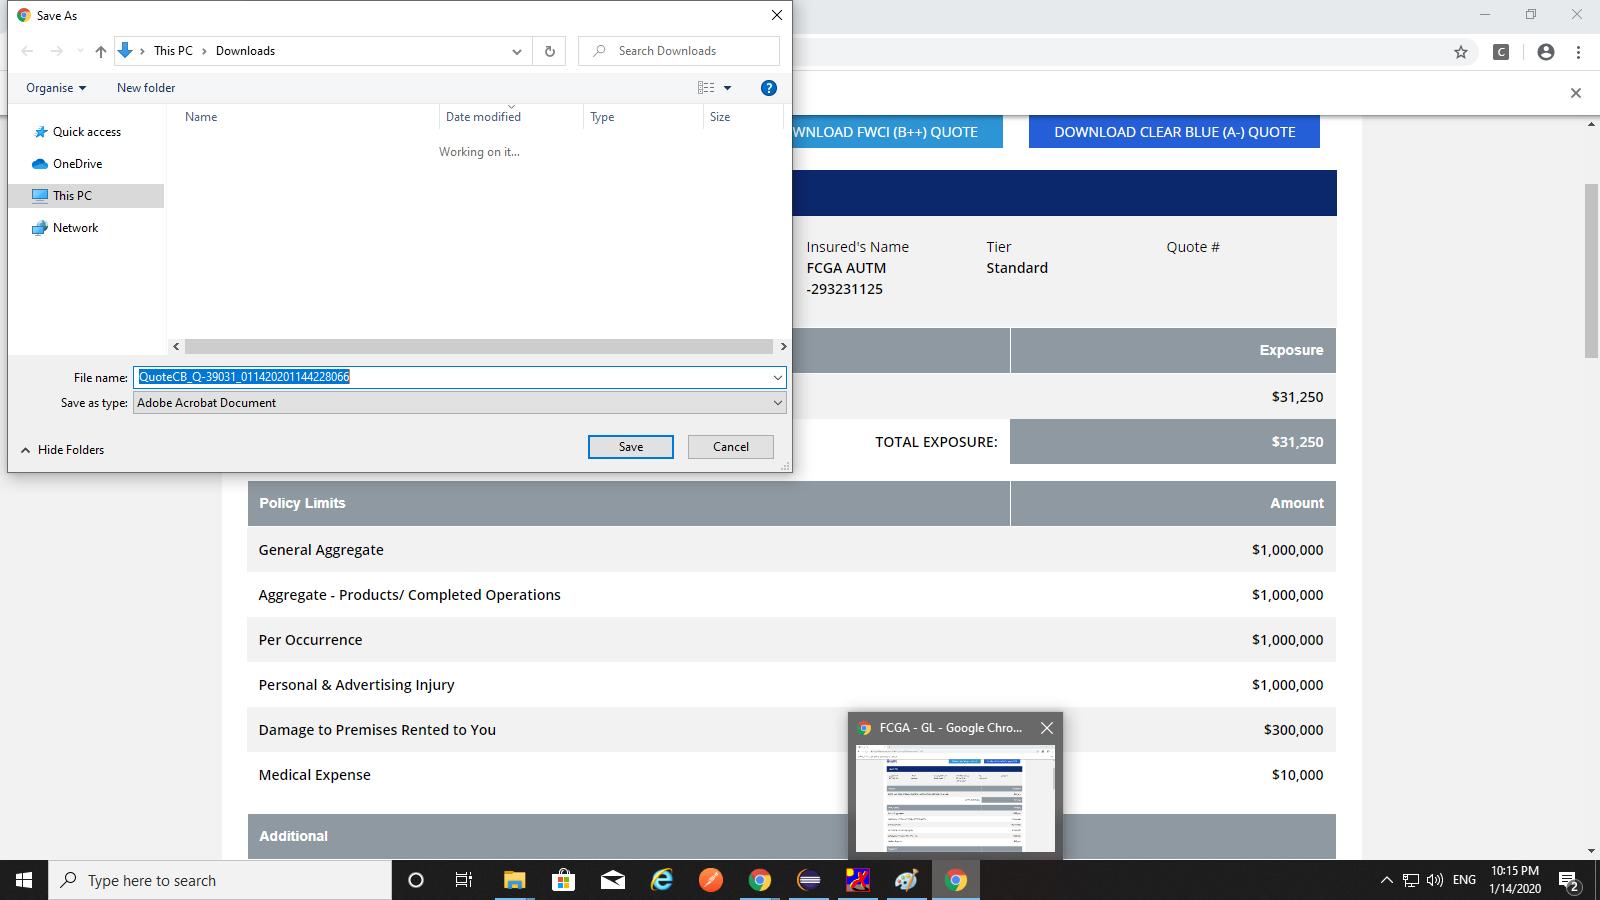 Save As
This PC
Downloads
Search Downloads
Organise
New folder
Quick access
OneDrive
This PC
Network
Name
Date modified
Type
Size
Working on it...
File name:
QuoteCB_Q-39031_011420201144228066
Save as type:
Adobe Acrobat Document
Hide Folders
Save
Cancel
WNLOAD FWCI (B++) QUOTE
DOWNLOAD CLEAR BLUE (A-) QUOTE
Insured's Name
FCGA AUTM
-293231125
Tier
Standard
Quote #
Exposure
$31,250
TOTAL EXPOSURE:
$31,250
Policy Limits
Amount
General Aggregate
$1,000,000
Aggregate - Products/ Completed Operations
$1,000,000
Per Occurrence
$1,000,000
Personal & Advertising Injury
$1,000,000
Damage to Premises Rented to You
$300,000
Medical Expense
$10,000
Additional
FCGA - GL - Google Chro...
Type here to search
ENG
10:15 PM
1/14/2020
2